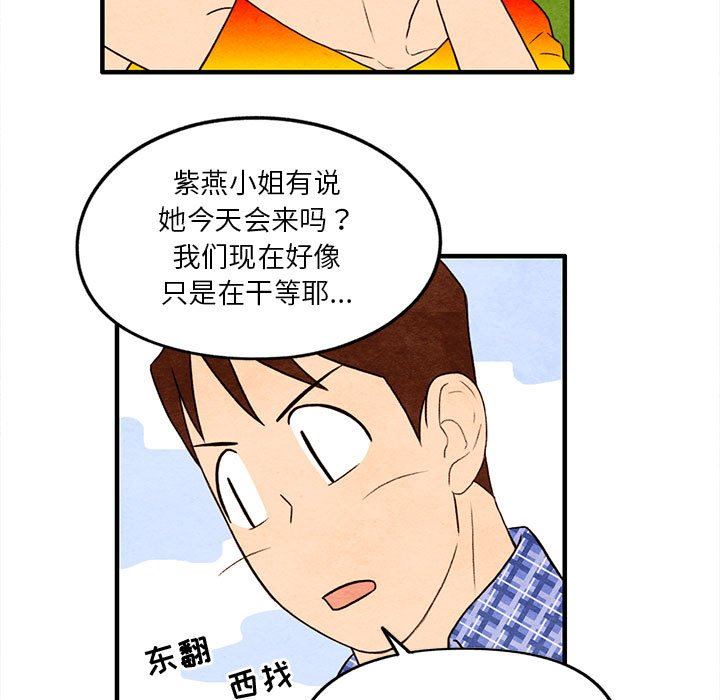 紫燕小姐有说
她今天会来吗？
我们现在好像
只是在干等耶...
东翻
西找